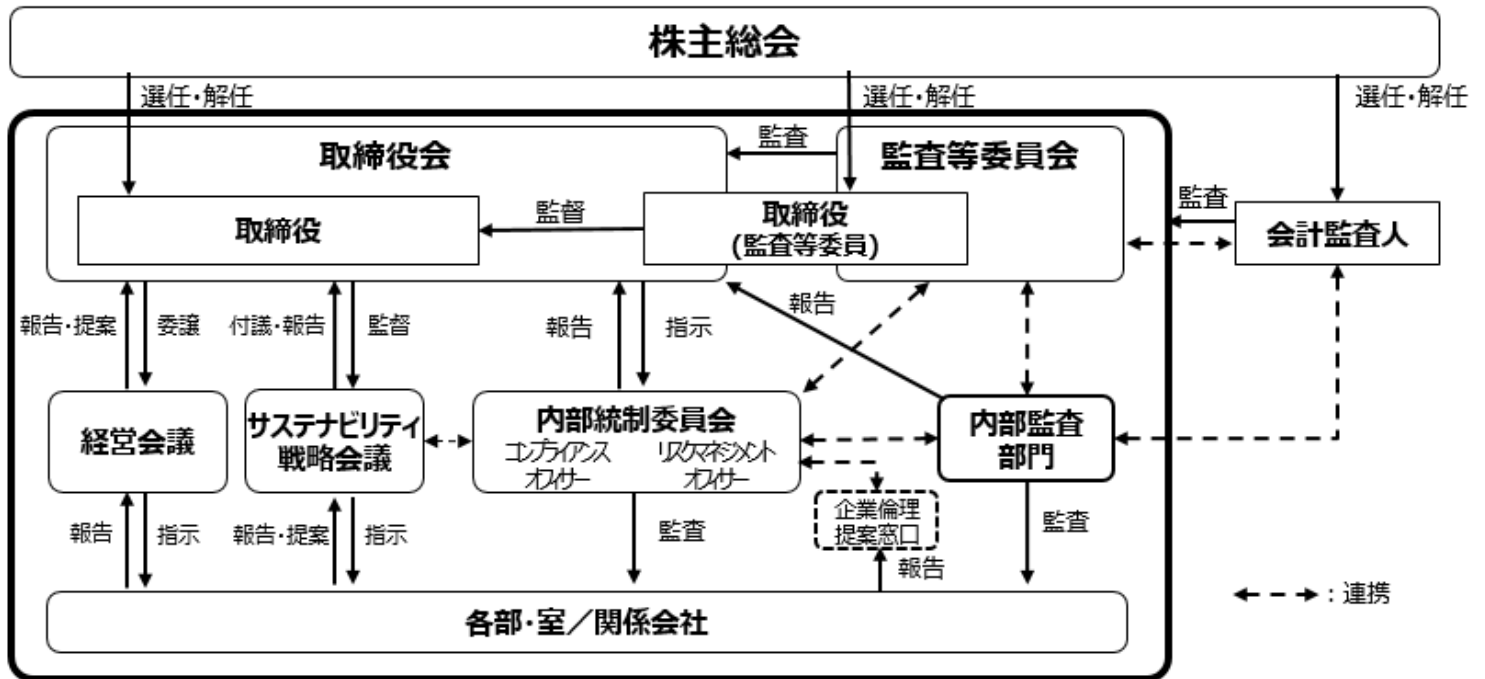 株主総会
選任・解任
選任・解任
選任・解任
取締役会
監査
監査等委員会
取締役
監督
取締役
(監査等委員)
監査
会計監査人
報告・提案
委譲
付議・報告
監督
報告
指示
報告
経営会議
サステナビリティ
戦略会議
内部統制委員会
コンプライアンス
オフィサー
リスクマネジメント
オフィサー
内部監査
部門
企業倫理
提案窓口
報告
指示
報告・提案
指示
監査
報告
監査
各部・室／関係会社
：連携